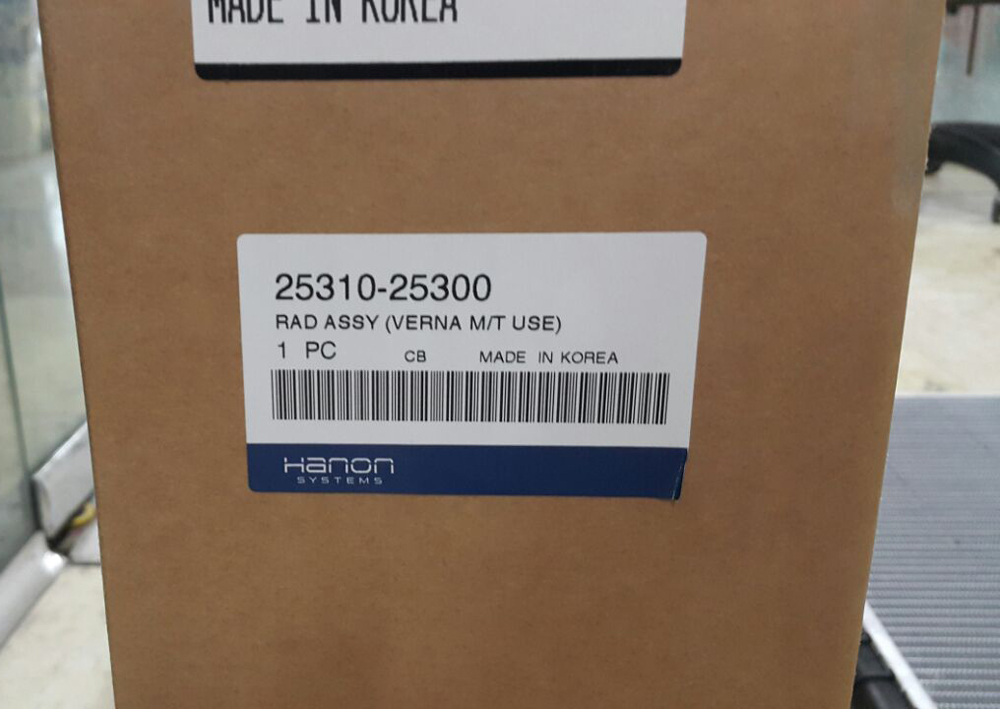 MADE IN KOREA
25310-25300
RAD ASSY (VERNA M/T USE)
1 PC CB MADE IN KOREA
Hanon
SYSTEMS